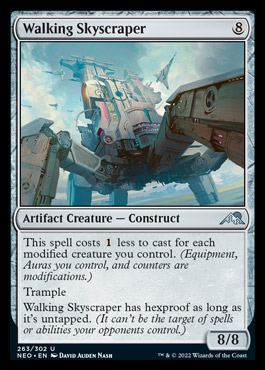 Walking Skyscraper 8
Artifact Creature — Construct
This spell costs 1 less to cast for each
modified creature you control. (Equipment,
Auras you control, and counters are
modifications.)
Trample
Walking Skyscraper has hexproof as long as
it's untapped. (It can't be the target of spells
or abilities your opponents control.)
8/8
263/302 U
NEO • EN DAVID AUDEN NASH
™ & © 2022 Wizards of the Coast